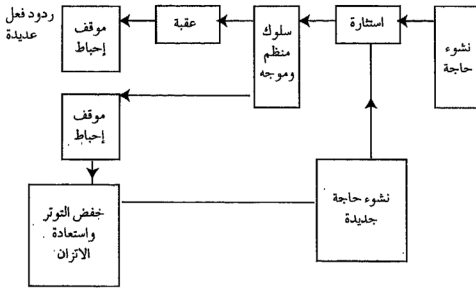 نشوء
حاجة
استثارة
سلوك
منظم
وموجه
عقبة
موقف
إحباط
ردود فعل
عديدة
موقف
إحباط
خفض التوتر
واستعادة
الاتزان
نشوء حاجة
جديدة